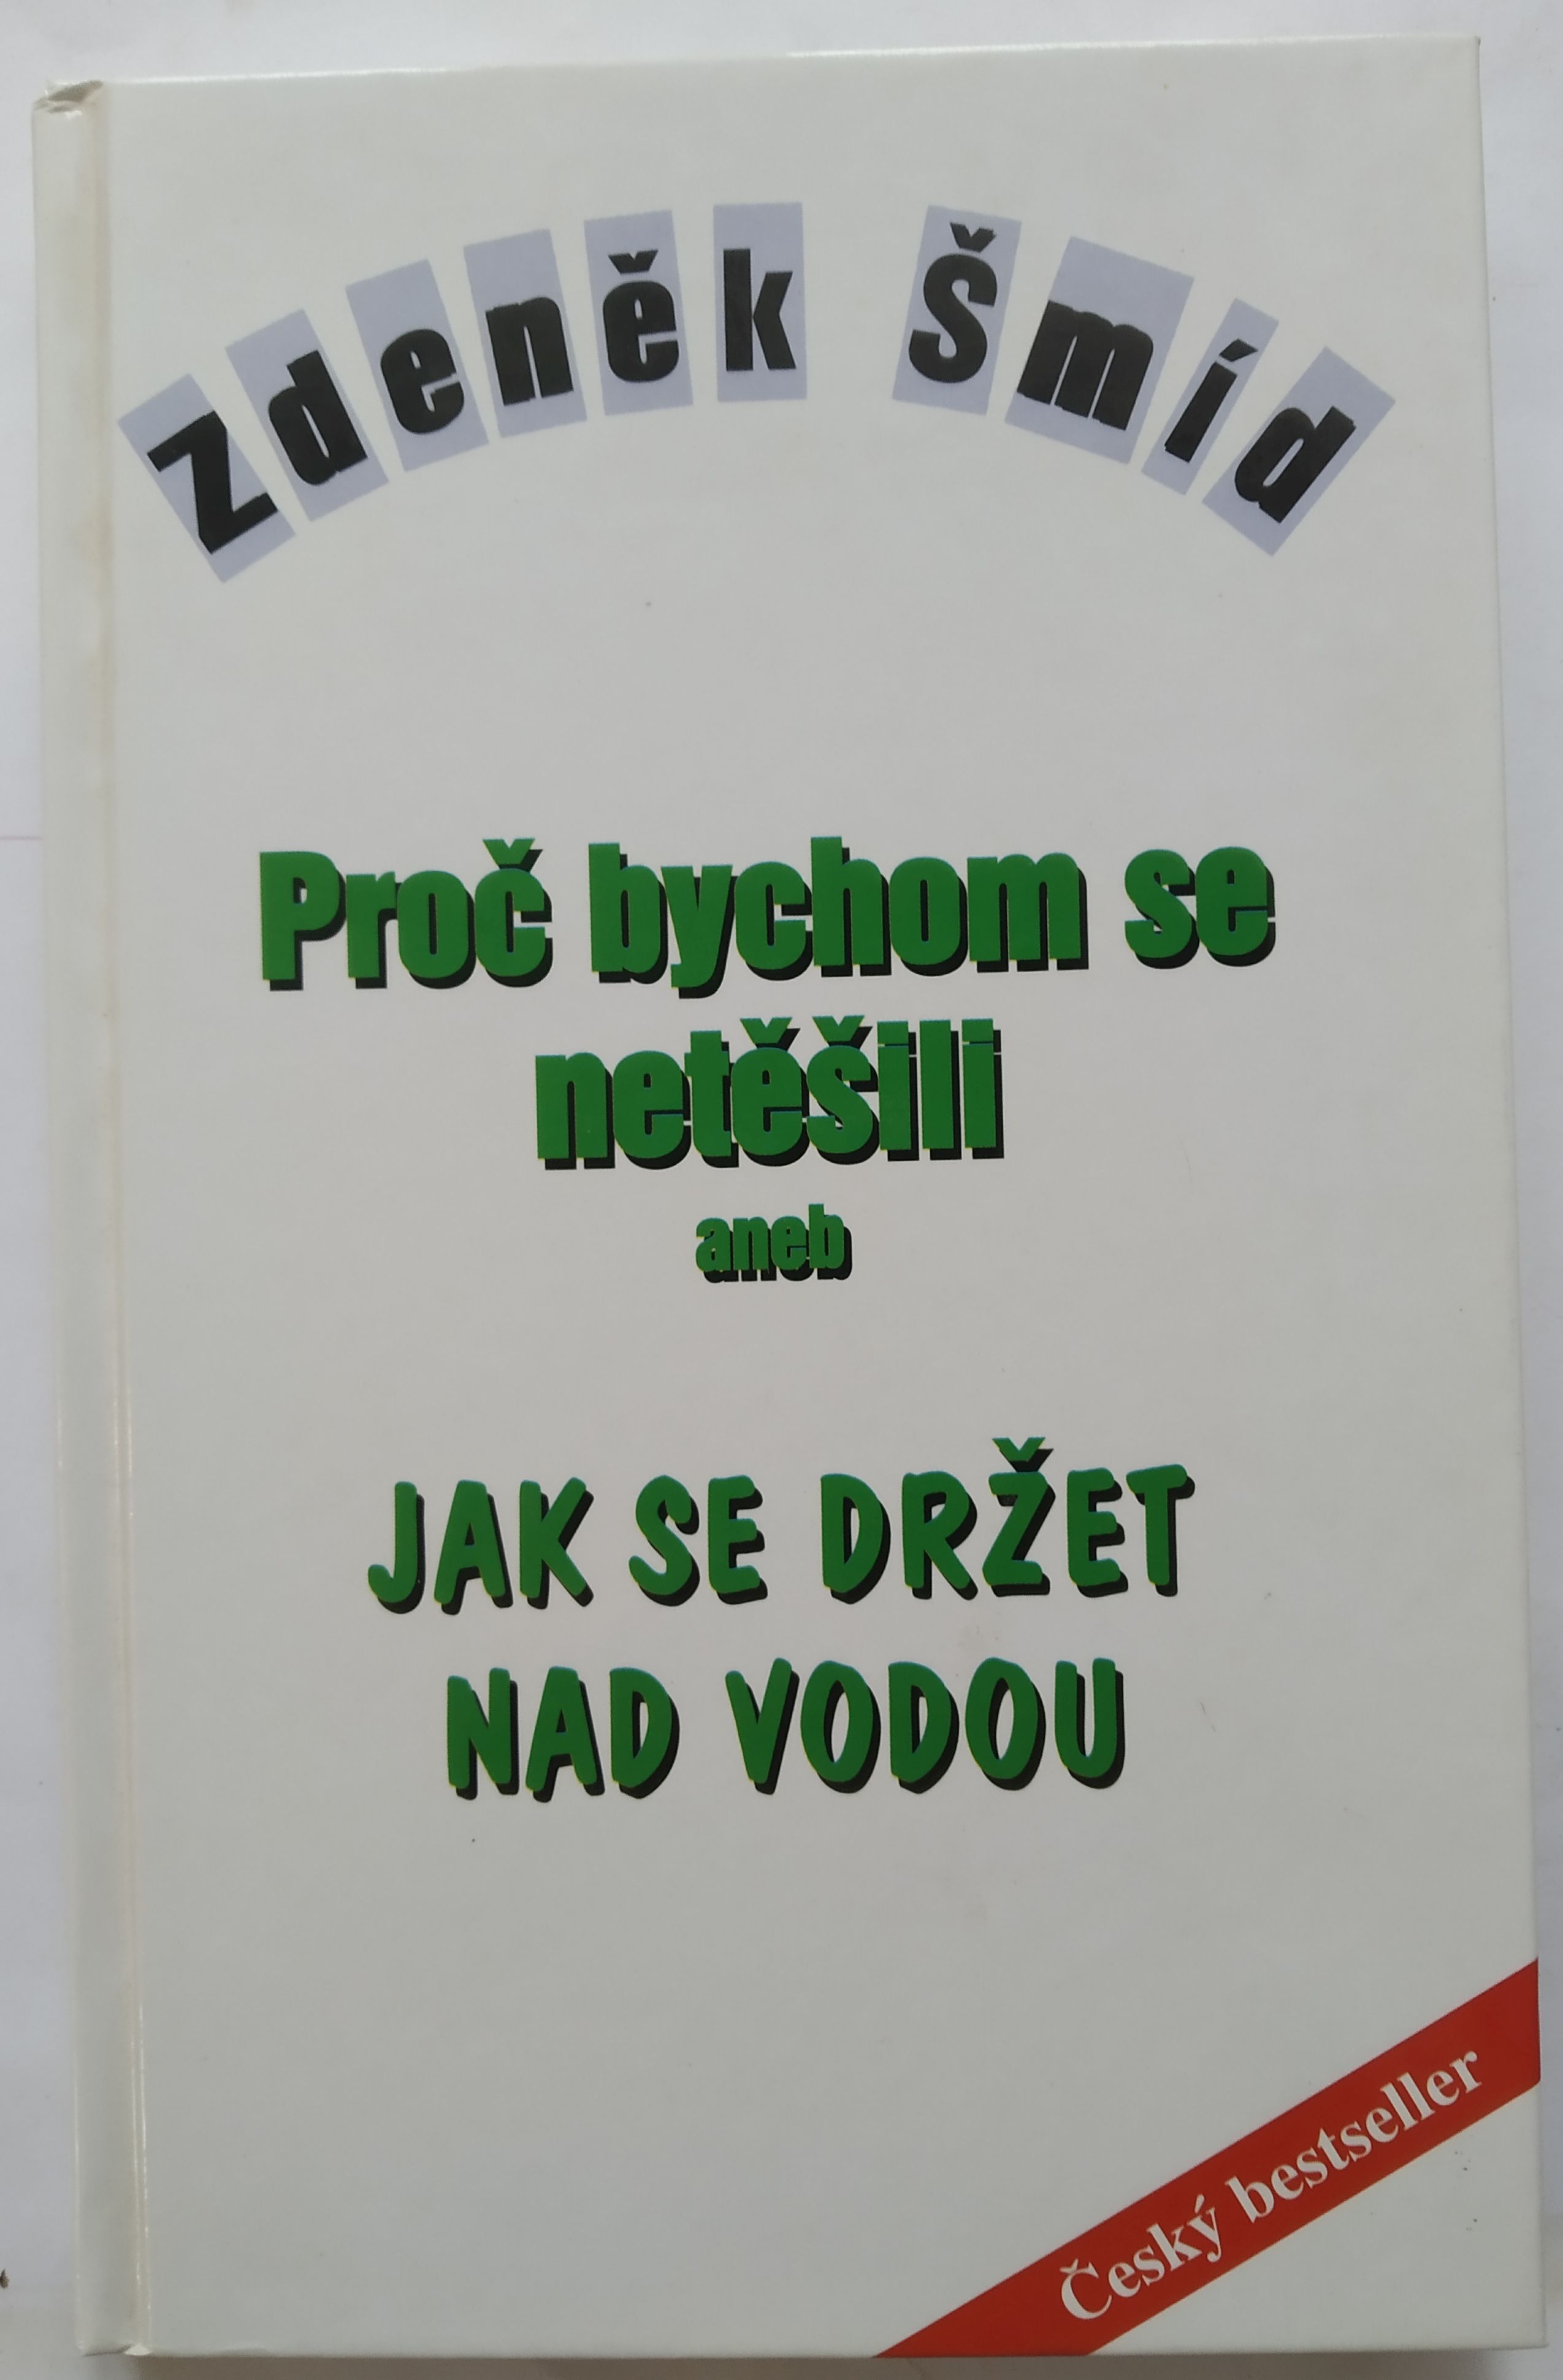 Zdeněk Šmíd
Proč bychom se
netěšili
aneb
JAK SE DRŽET
NAD VODOU
Český bestseller